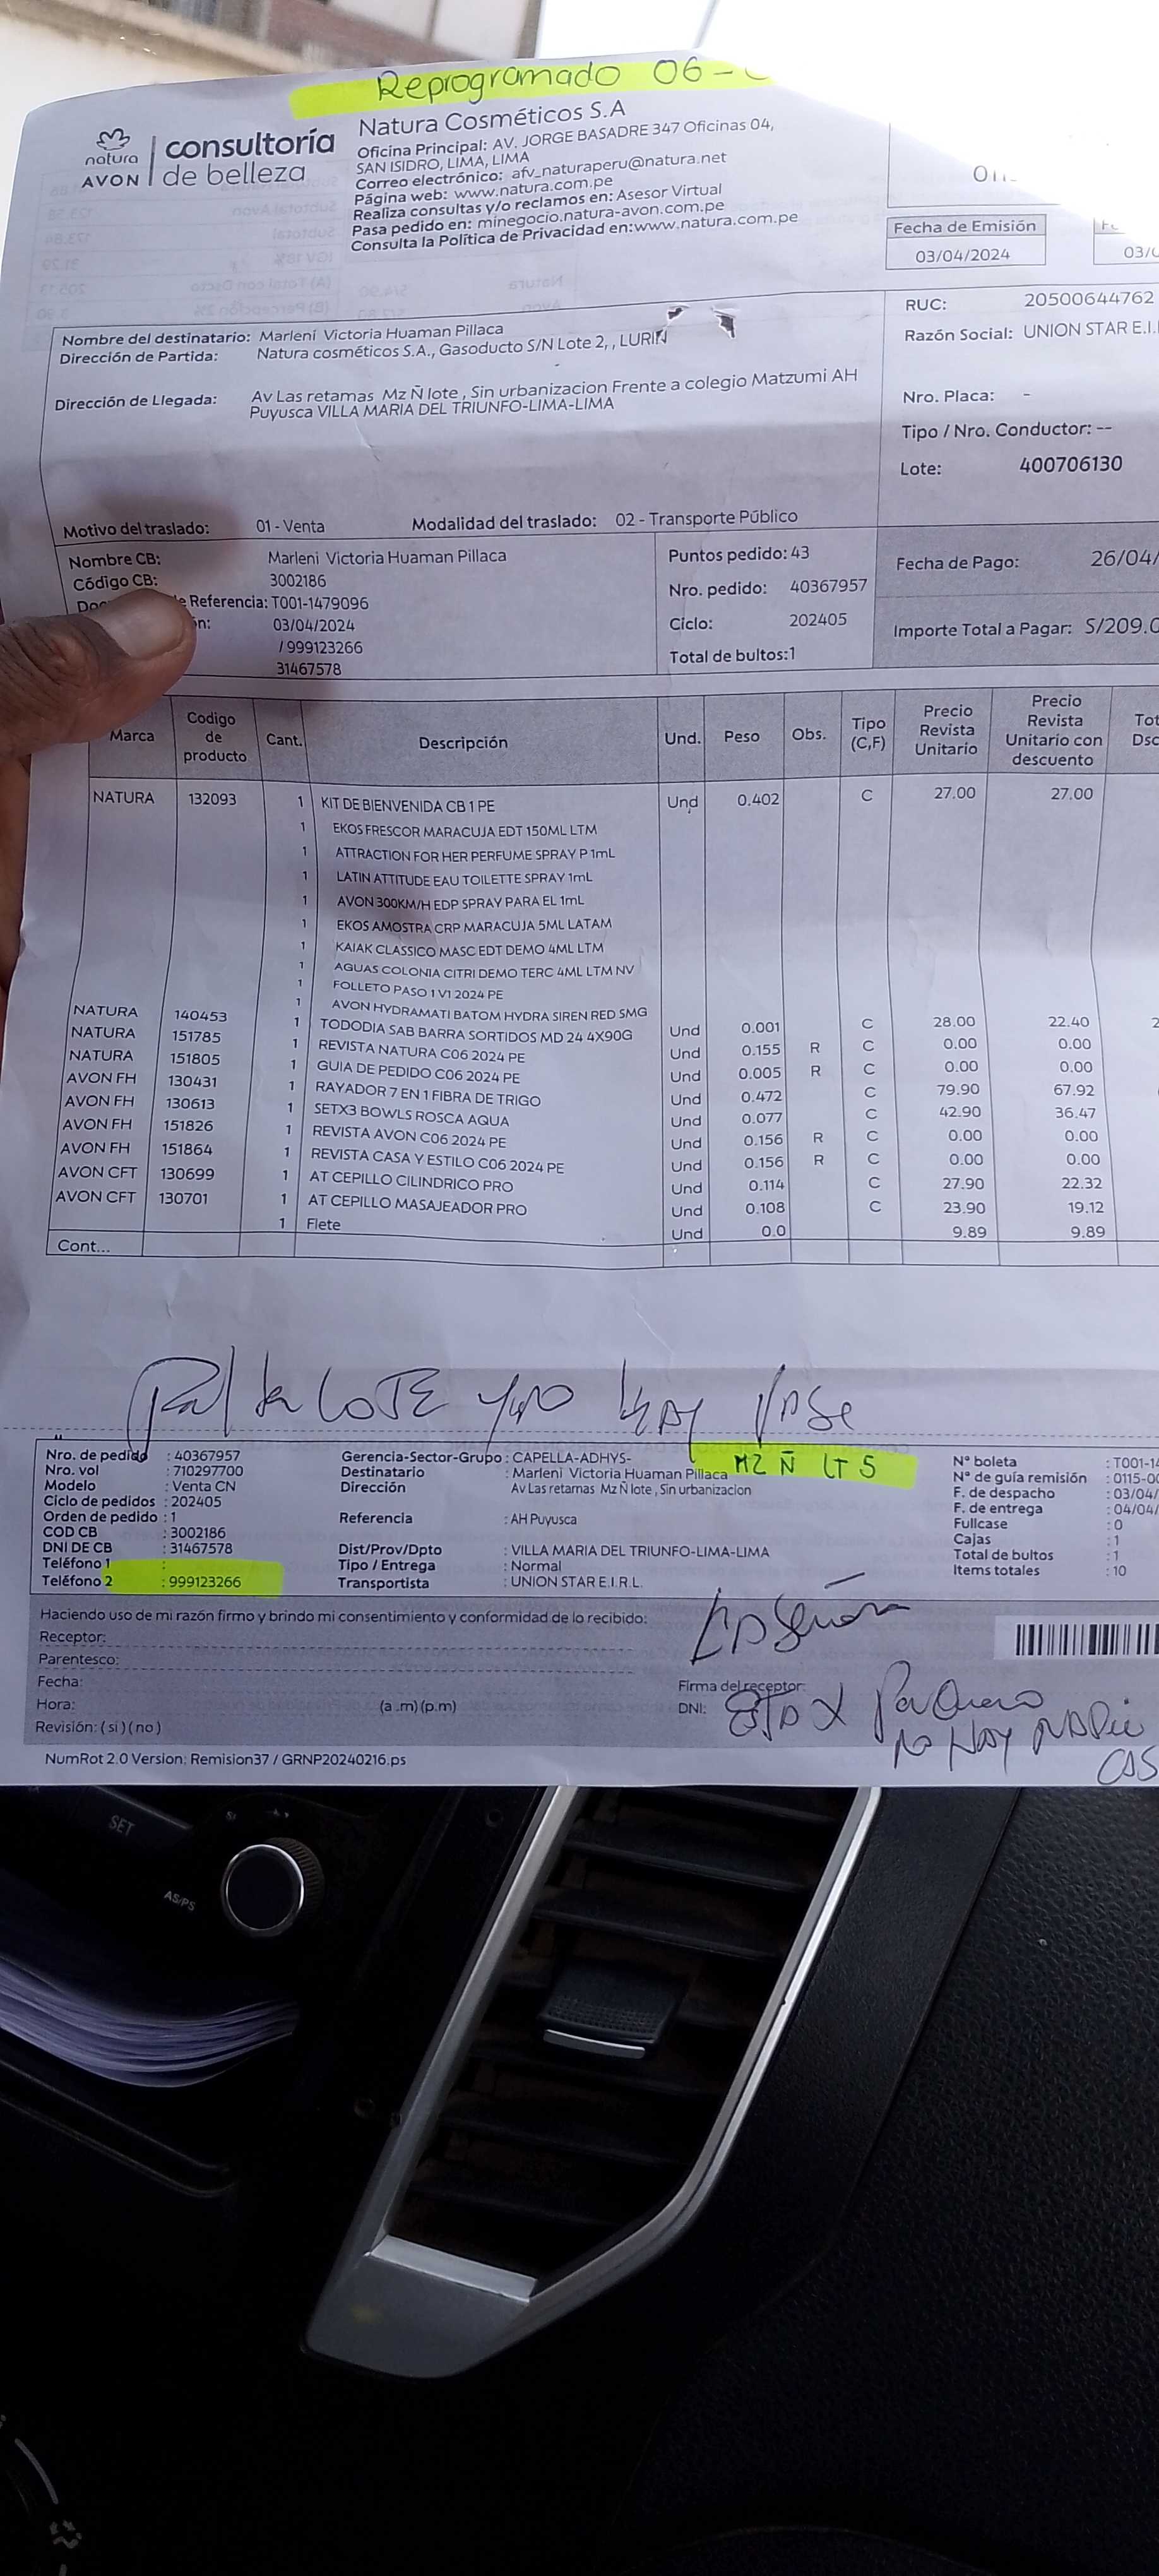 Reprogramado 06-
natura
AVON
consultoría
de belleza
Natura Cosméticos S.A
Oficina Principal: AV. JORGE BASADRE 347 Oficinas 04,
SAN ISIDRO, LIMA, LIMA
Correo electrónico: afv_naturaperu@natura.net
Página web: www.natura.com.pe
Realiza consultas y/o reclamos en: Asesor Virtual
Pasa pedido en: minegocio.natura-avon.com.pe
Consulta la Política de Privacidad en:www.natura.com.pe
Fecha de Emisión
03/04/2024
03/
Nombre del destinatario: Marleni Victoria Huaman Pillaca
Dirección de Partida: Natura cosméticos S.A., Gasoducto S/N Lote 2, , LURIN
Dirección de Llegada: Av Las retamas Mz Ñ lote , Sin urbanizacion Frente a colegio Matzumi AH
Puyusca VILLA MARIA DEL TRIUNFO-LIMA-LIMA
RUC: 20500644762
Razón Social: UNION STAR E.I.
Nro. Placa: -
Tipo / Nro. Conductor: --
Lote: 400706130
Motivo del traslado: 01 - Venta Modalidad del traslado: 02 - Transporte Público
Nombre CB: Marleni Victoria Huaman Pillaca
Código CB: 3002186
Referencia: T001-1479096
03/04/2024
/ 999123266
31467578
Puntos pedido: 43
Nro. pedido: 40367957
Ciclo: 202405
Total de bultos:1
Fecha de Pago: 26/04/
Importe Total a Pagar: S/209.0
Marca Codigo de producto Cant. Descripción Und. Peso Obs. Tipo (C,F) Precio Revista Unitario Precio Revista Unitario con descuento Tot Dsc
NATURA 132093 1 KIT DE BIENVENIDA CB 1 PE Und 0.402 C 27.00 27.00
1 EKOS FRESCOR MARACUJA EDT 150ML LTM
1 ATTRACTION FOR HER PERFUME SPRAY P 1mL
1 LATIN ATTITUDE EAU TOILETTE SPRAY 1mL
1 AVON 300KM/H EDP SPRAY PARA EL 1mL
1 EKOS AMOSTRA CRP MARACUJA 5ML LATAM
1 KAIAK CLASSICO MASC EDT DEMO 4ML LTM
1 AGUAS COLONIA CITRI DEMO TERC 4ML LTM NV
1 FOLLETO PASO 1 V1 2024 PE
1 AVON HYDRAMATI BATOM HYDRA SIREN RED SMG
NATURA 140453 1 TODODIA SAB BARRA SORTIDOS MD 24 4X90G Und 0.001 C 28.00 22.40 2
NATURA 151785 1 REVISTA NATURA C06 2024 PE Und 0.155 R C 0.00 0.00
NATURA 151805 1 GUIA DE PEDIDO C06 2024 PE Und 0.005 R C 0.00 0.00
AVON FH 130431 1 RAYADOR 7 EN 1 FIBRA DE TRIGO Und 0.472 C 79.90 67.92
AVON FH 130613 1 SETX3 BOWLS ROSCA AQUA Und 0.077 C 42.90 36.47
AVON FH 151826 1 REVISTA AVON C06 2024 PE Und 0.156 R C 0.00 0.00
AVON FH 151864 1 REVISTA CASA Y ESTILO C06 2024 PE Und 0.156 R C 0.00 0.00
AVON CFT 130699 1 AT CEPILLO CILINDRICO PRO Und 0.114 C 27.90 22.32
AVON CFT 130701 1 AT CEPILLO MASAJEADOR PRO Und 0.108 C 23.90 19.12
1 Flete Und 0.0 9.89 9.89
Cont...
LOTE
Nro. de pedido : 40367957
Nro. vol : 710297700
Modelo : Venta CN
Ciclo de pedidos : 202405
Orden de pedido : 1
COD CB : 3002186
DNI DE CB : 31467578
Teléfono 1 :
Teléfono 2 : 999123266
Gerencia-Sector-Grupo : CAPELLA-ADHYS-
Destinatario : Marleni Victoria Huaman Pillaca
MZ Ñ LT 5
Dirección Av Las retamas Mz Ñ lote , Sin urbanizacion
Referencia : AH Puyusca
Dist/Prov/Dpto : VILLA MARIA DEL TRIUNFO-LIMA-LIMA
Tipo / Entrega : Normal
Transportista : UNION STAR E.I.R.L.
N° boleta : T001-14
N° de guía remisión : 0115-00
F. de despacho : 03/04/
F. de entrega : 04/04/
Fullcase : 0
Cajas : 1
Total de bultos : 1
Items totales : 10
Haciendo uso de mi razón firmo y brindo mi consentimiento y conformidad de lo recibido:
Receptor:
Parentesco:
Fecha:
Hora: (a .m) (p.m)
Revisión: ( si ) ( no )
La Señora
Firma del receptor:
DNI:
no Hay nadie
NumRot 2.0 Version: Remision37 / GRNP20240216.ps
SET
AS/PS